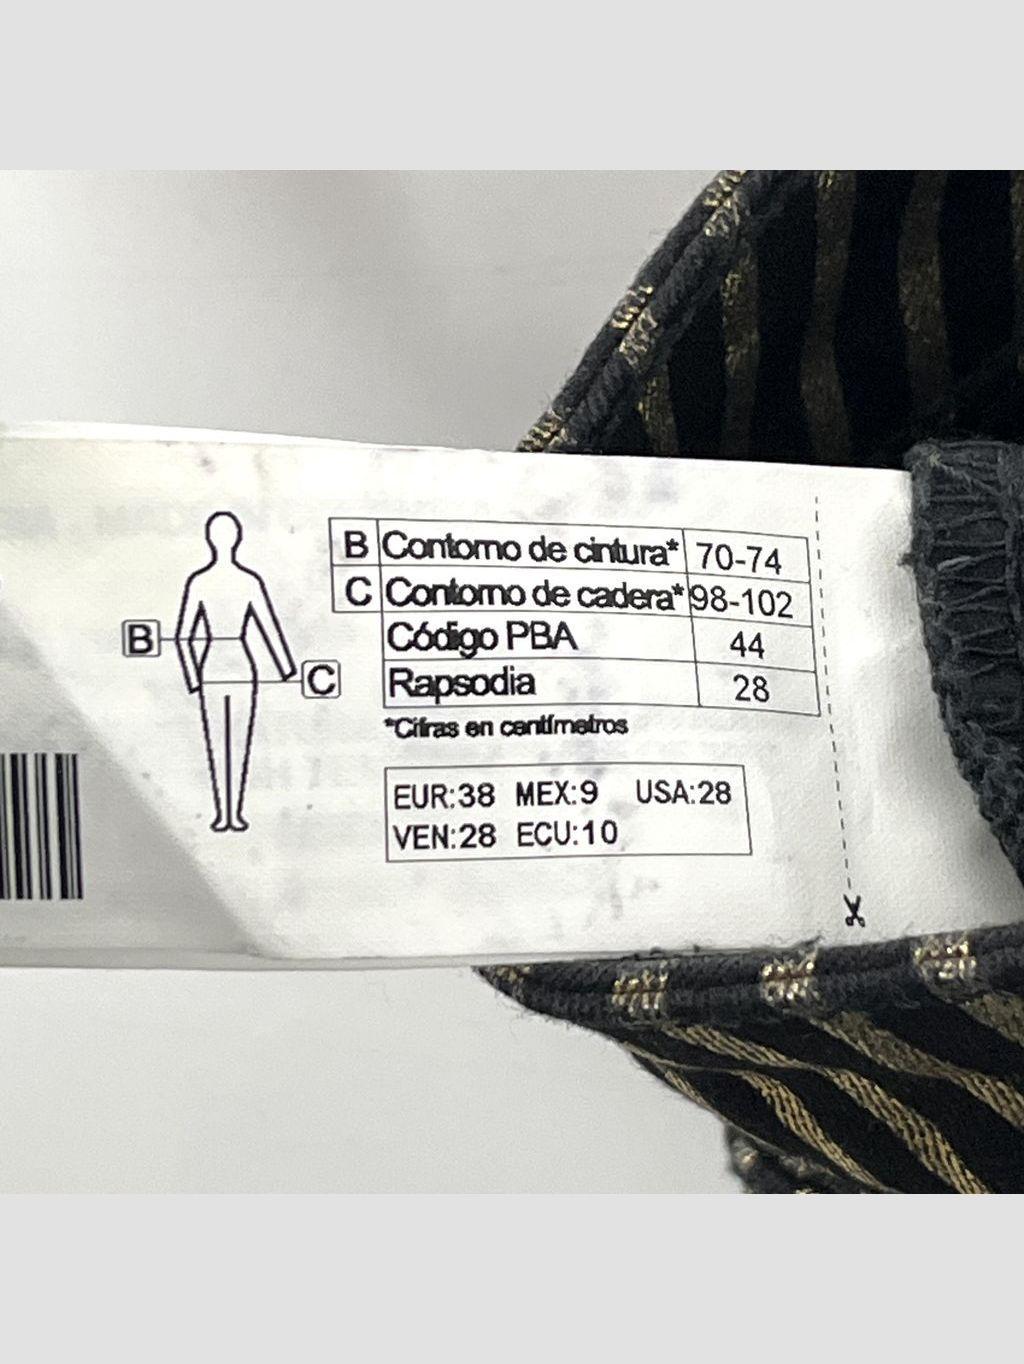 B Contorno de cintura* 70-74
C Contorno de cadera* 98-102
Código PBA 44
Rapsodia 28
*Cifras en centímetros
B
C
EUR:38 MEX:9 USA:28
VEN:28 ECU:10